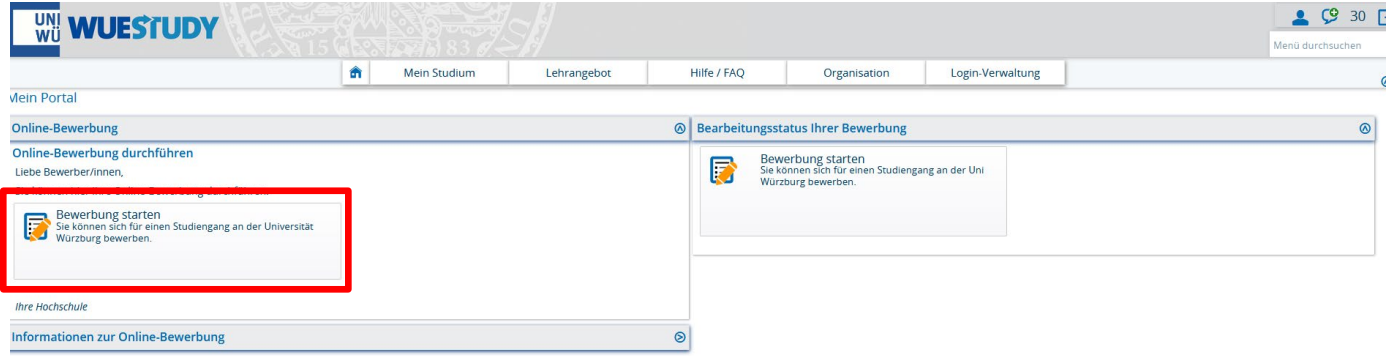 UNI
WÜ
WUESTUDY
15
83
30
Menü durchsuchen
Mein Studium
Lehrangebot
Hilfe / FAQ
Organisation
Login-Verwaltung
Mein Portal
Online-Bewerbung
Online-Bewerbung durchführen
Liebe Bewerber/innen,
Bewerbung starten
Sie können sich für einen Studiengang an der Universität
Würzburg bewerben.
Ihre Hochschule
Informationen zur Online-Bewerbung
Bearbeitungsstatus Ihrer Bewerbung
Bewerbung starten
Sie können sich für einen Studiengang an der Uni
Würzburg bewerben.